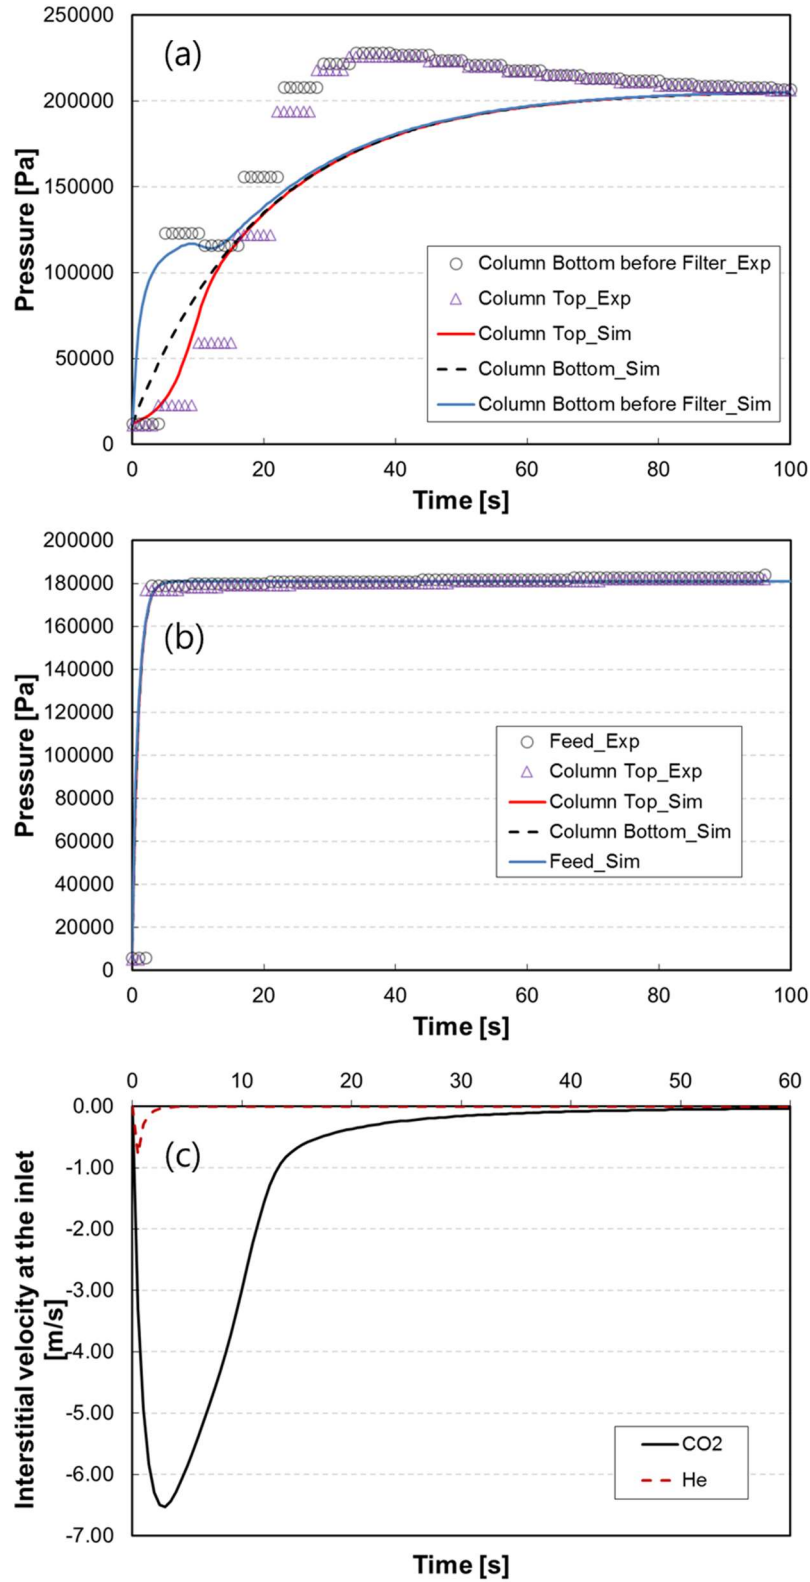 (a)
Pressure [Pa]
250000
200000
150000
100000
50000
0
Column Bottom before Filter_Exp
Column Top_Exp
Column Top_Sim
Column Bottom_Sim
Column Bottom before Filter_Sim
0 20 40 60 80 100
Time [s]
(b)
Pressure [Pa]
200000
180000
160000
140000
120000
100000
80000
60000
40000
20000
0
Feed_Exp
Column Top_Exp
Column Top_Sim
Column Bottom_Sim
Feed_Sim
0 20 40 60 80 100
Time [s]
0 10 20 30 40 50 60
(c)
Interstitial velocity at the inlet
[m/s]
0.00
-1.00
-2.00
-3.00
-4.00
-5.00
-6.00
-7.00
CO2
He
Time [s]